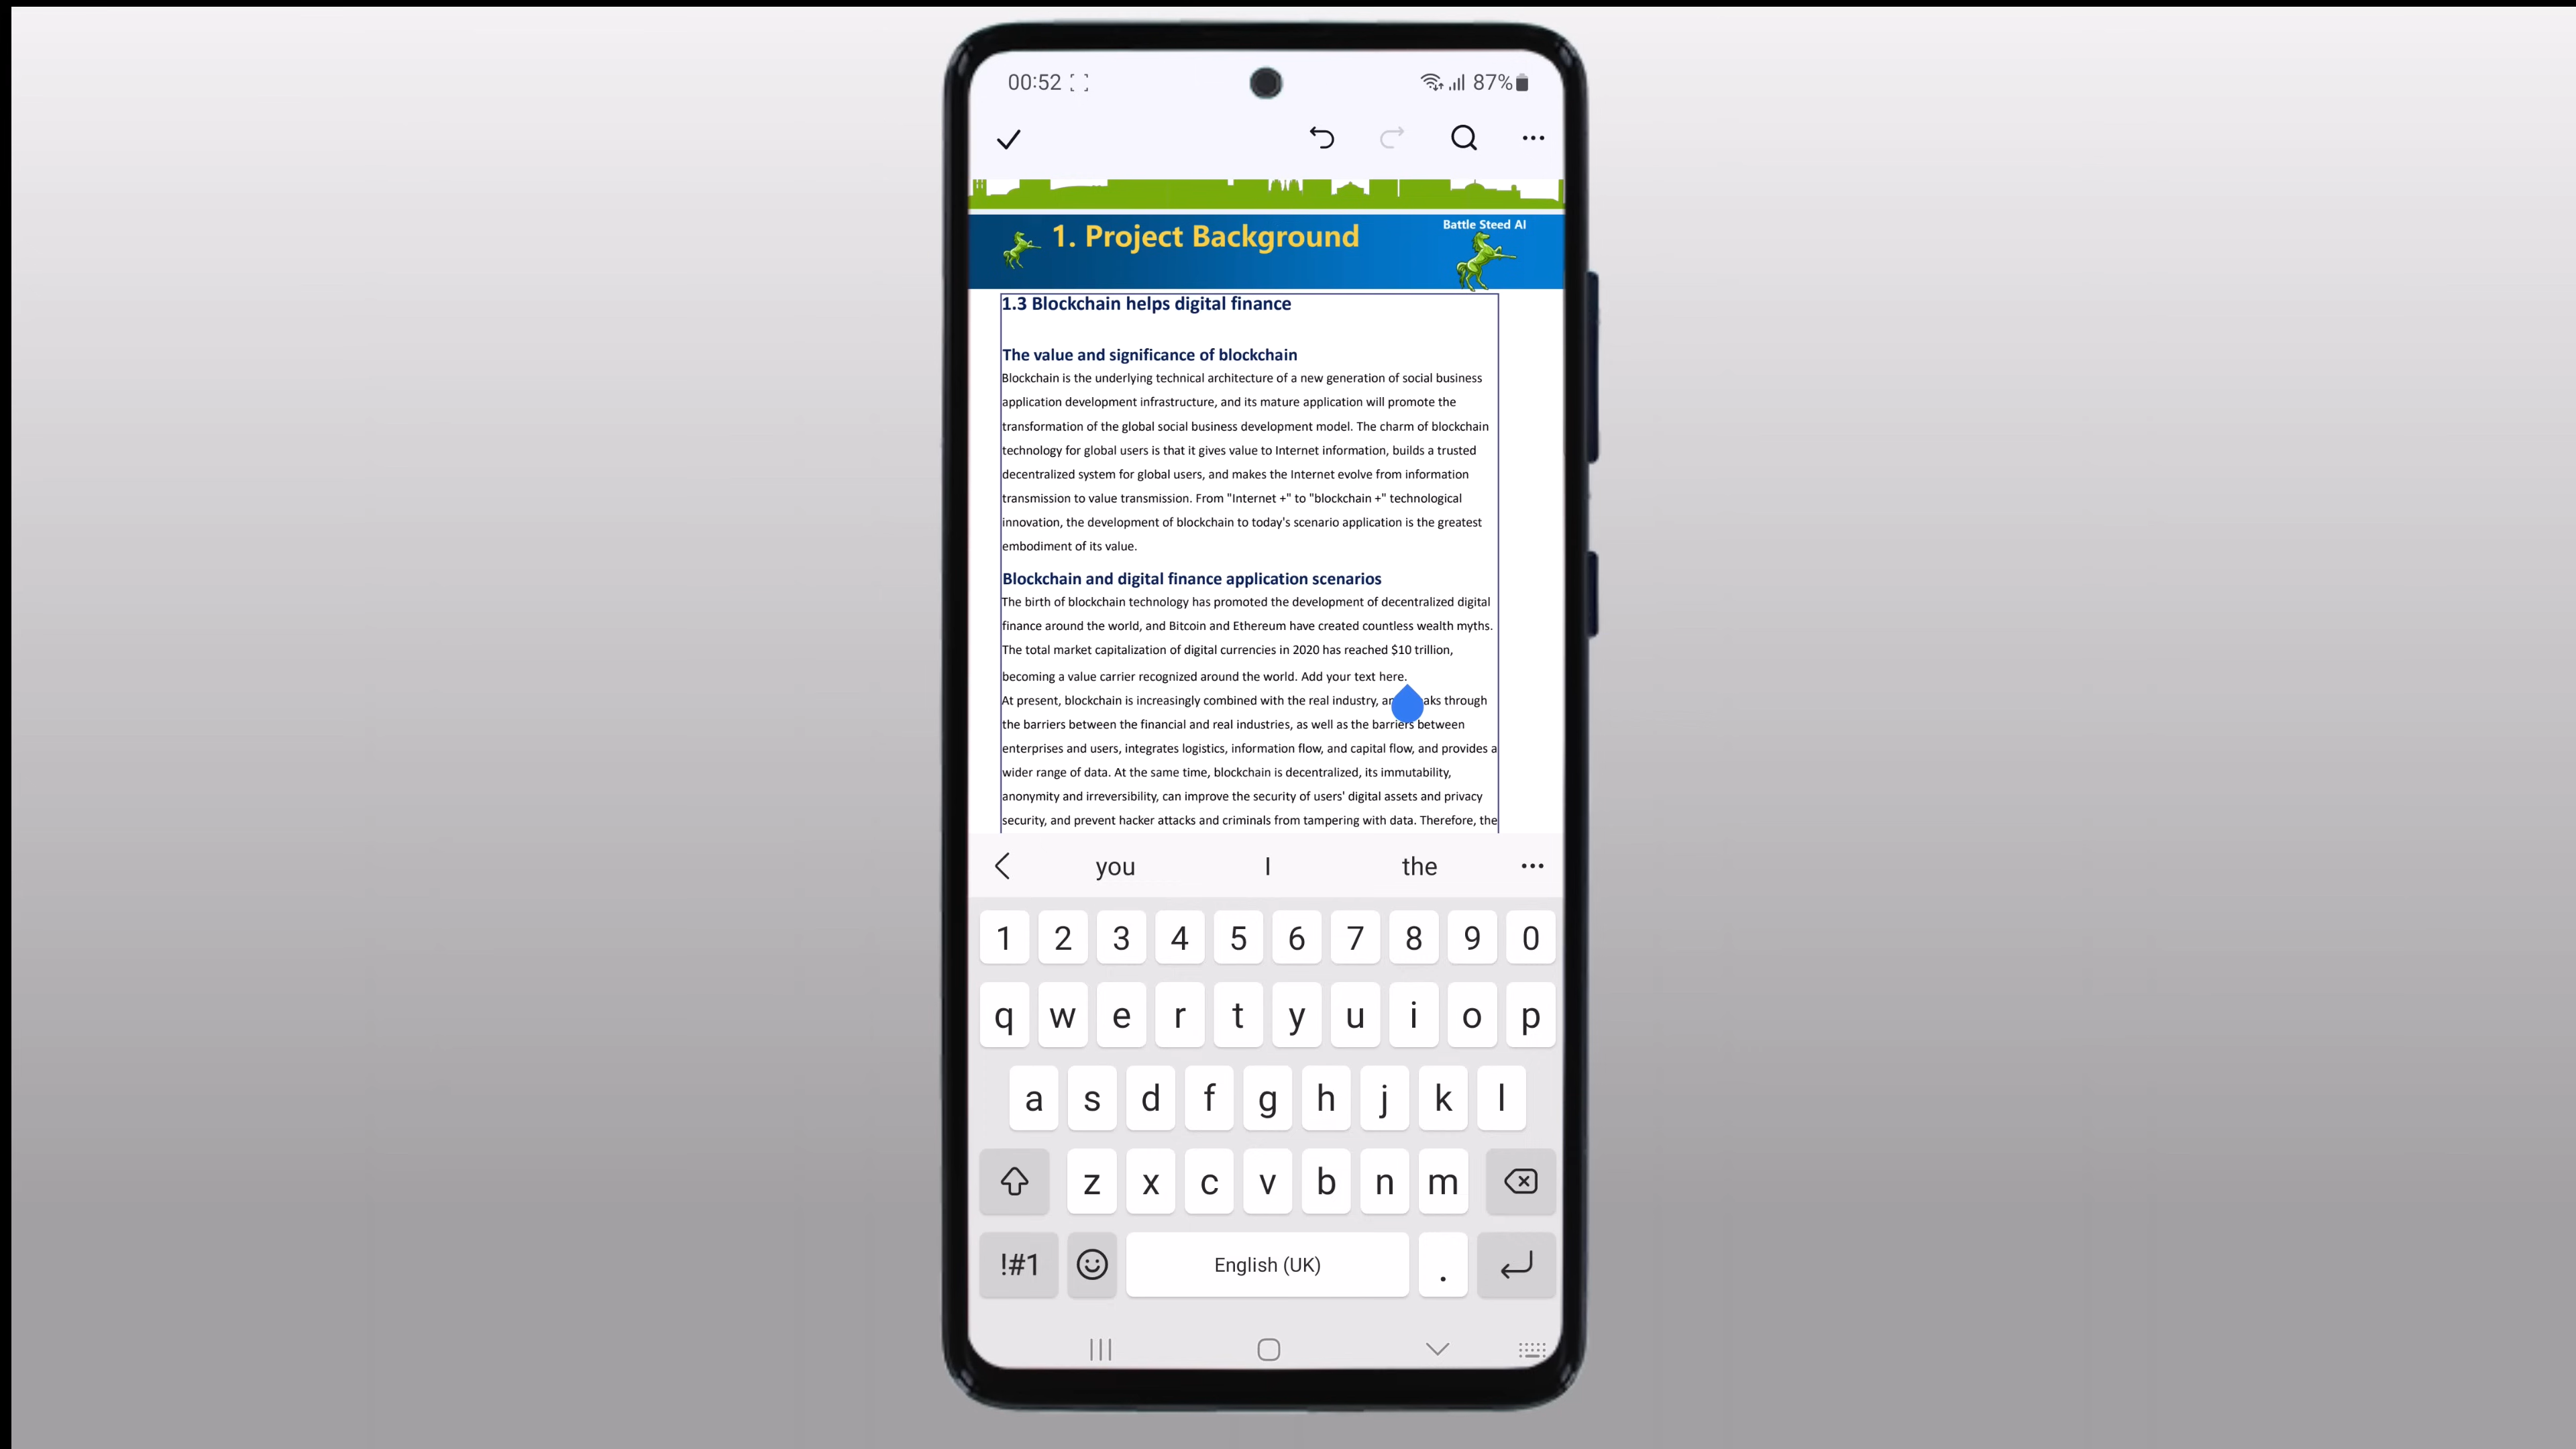 00:52
87%
1. Project Background
Battle Steed AI
1.3 Blockchain helps digital finance
The value and significance of blockchain
Blockchain is the underlying technical architecture of a new generation of social business
application development infrastructure, and its mature application will promote the
transformation of the global social business development model. The charm of blockchain
technology for global users is that it gives value to Internet information, builds a trusted
decentralized system for global users, and makes the Internet evolve from information
transmission to value transmission. From "Internet +" to "blockchain +" technological
innovation, the development of blockchain to today's scenario application is the greatest
embodiment of its value.
Blockchain and digital finance application scenarios
The birth of blockchain technology has promoted the development of decentralized digital
finance around the world, and Bitcoin and Ethereum have created countless wealth myths.
The total market capitalization of digital currencies in 2020 has reached $10 trillion,
becoming a value carrier recognized around the world. Add your text here.
At present, blockchain is increasingly combined with the real industry, through
the barriers between the financial and real industries, as well as the barriers between
enterprises and users, integrates logistics, information flow, and capital flow, and provides a
wider range of data. At the same time, blockchain is decentralized, its immutability,
anonymity and irreversibility, can improve the security of users' digital assets and privacy
security, and prevent hacker attacks and criminals from tampering with data. Therefore, the
you I the
1 2 3 4 5 6 7 8 9 0
q w e r t y u i o p
a s d f g h j k l
z x c v b n m
!#1 English (UK) .